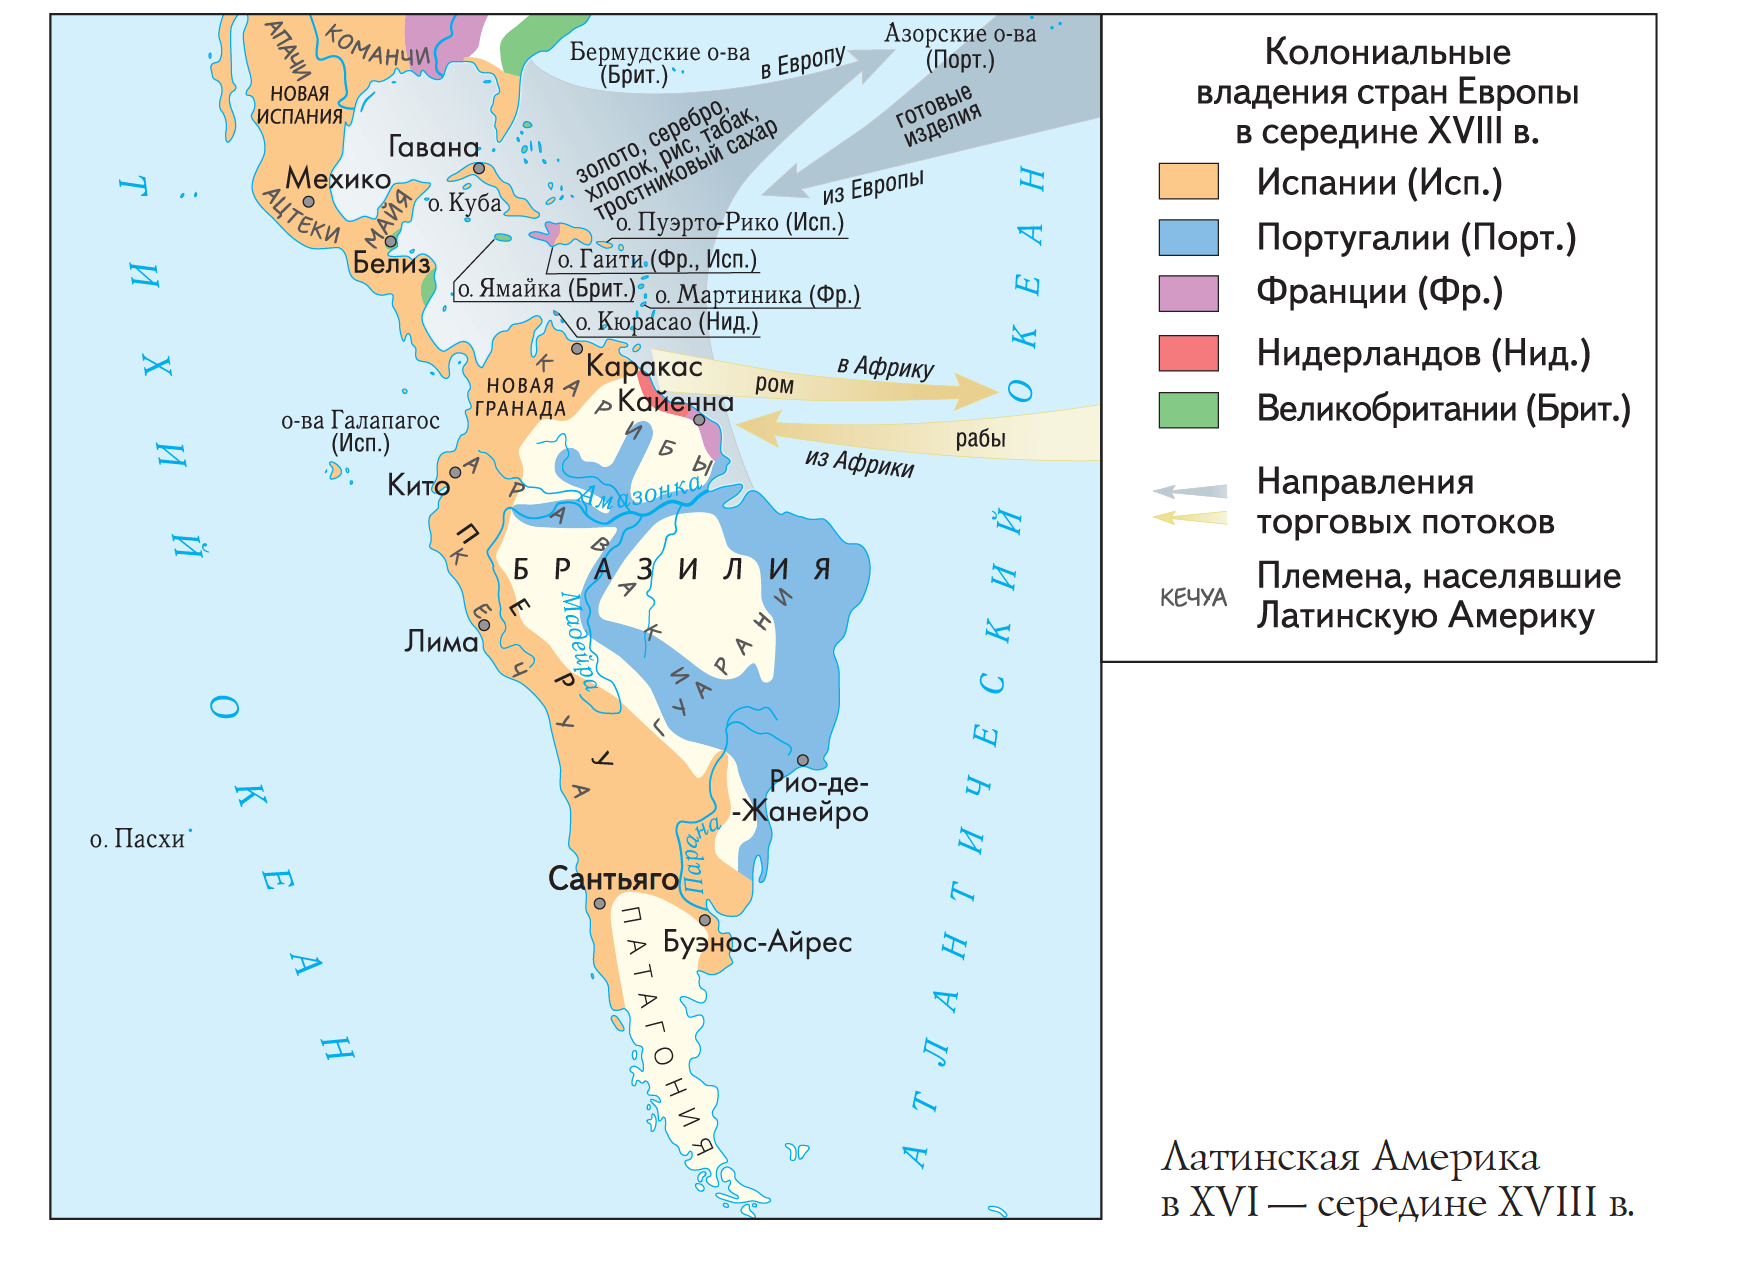 АПАЧИ
КОМАНЧИ
НОВАЯ
ИСПАНИЯ
Бермудские о-ва
(Брит.)
в Европу
Азорские о-ва
(Порт.)
готовые
изделия
золото, серебро,
хлопок, рис, табак,
тростниковый сахар
из Европы
Гавана
Мехико
АЦТЕКИ
МАЙЯ
о. Куба
Белиз
о. Пуэрто-Рико (Исп.)
о. Гаити (Фр., Исп.)
о. Ямайка (Брит.)
о. Мартиника (Фр.)
о. Кюрасао (Нид.)
Каракас
НОВАЯ
ГРАНАДА
КАРИБЫ
Кайенна
ром
в Африку
рабы
из Африки
о-ва Галапагос
(Исп.)
Кито
Амазонка
АРАВАКИ
БРАЗИЛИЯ
ПЕРУ
КЕЧУА
Мадейра
ГУАРАНИ
Лима
Рио-де-
-Жанейро
Парана
о. Пасхи
Сантьяго
Буэнос-Айрес
ПАТАГОНИЯ
ТИХИЙ ОКЕАН
АТЛАНТИЧЕСКИЙ ОКЕАН
Колониальные
владения стран Европы
в середине XVIII в.
Испании (Исп.)
Португалии (Порт.)
Франции (Фр.)
Нидерландов (Нид.)
Великобритании (Брит.)
Направления
торговых потоков
КЕЧУА
Племена, населявшие
Латинскую Америку
Латинская Америка
в XVI — середине XVIII в.